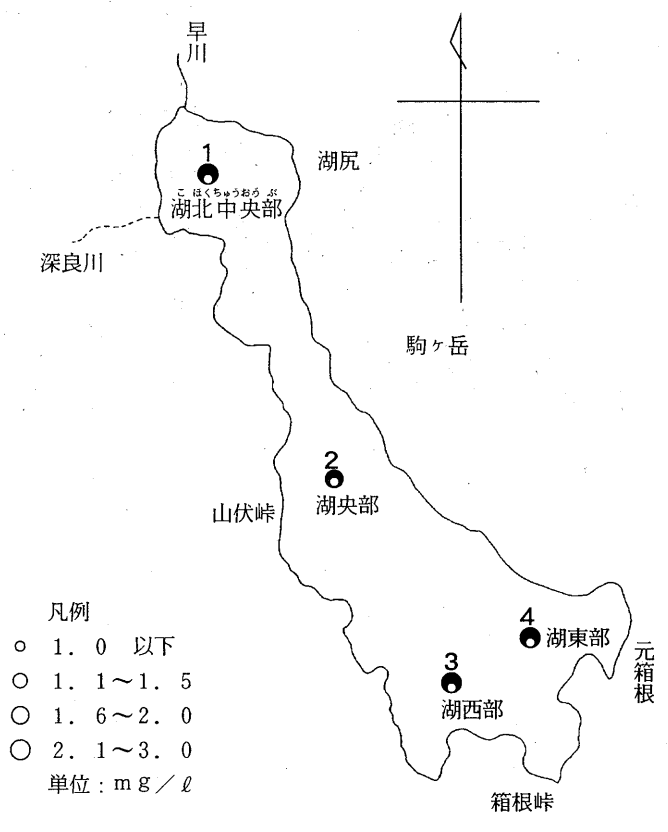 早川
1
こほくちゅうおうぶ
湖北中央部
湖尻
深良川
駒ヶ岳
2
湖央部
山伏峠
4
湖東部
元箱根
3
湖西部
箱根峠
凡例
1．0 以下
1．1～1．5
1．6～2．0
2．1～3．0
単位：mg／ℓ